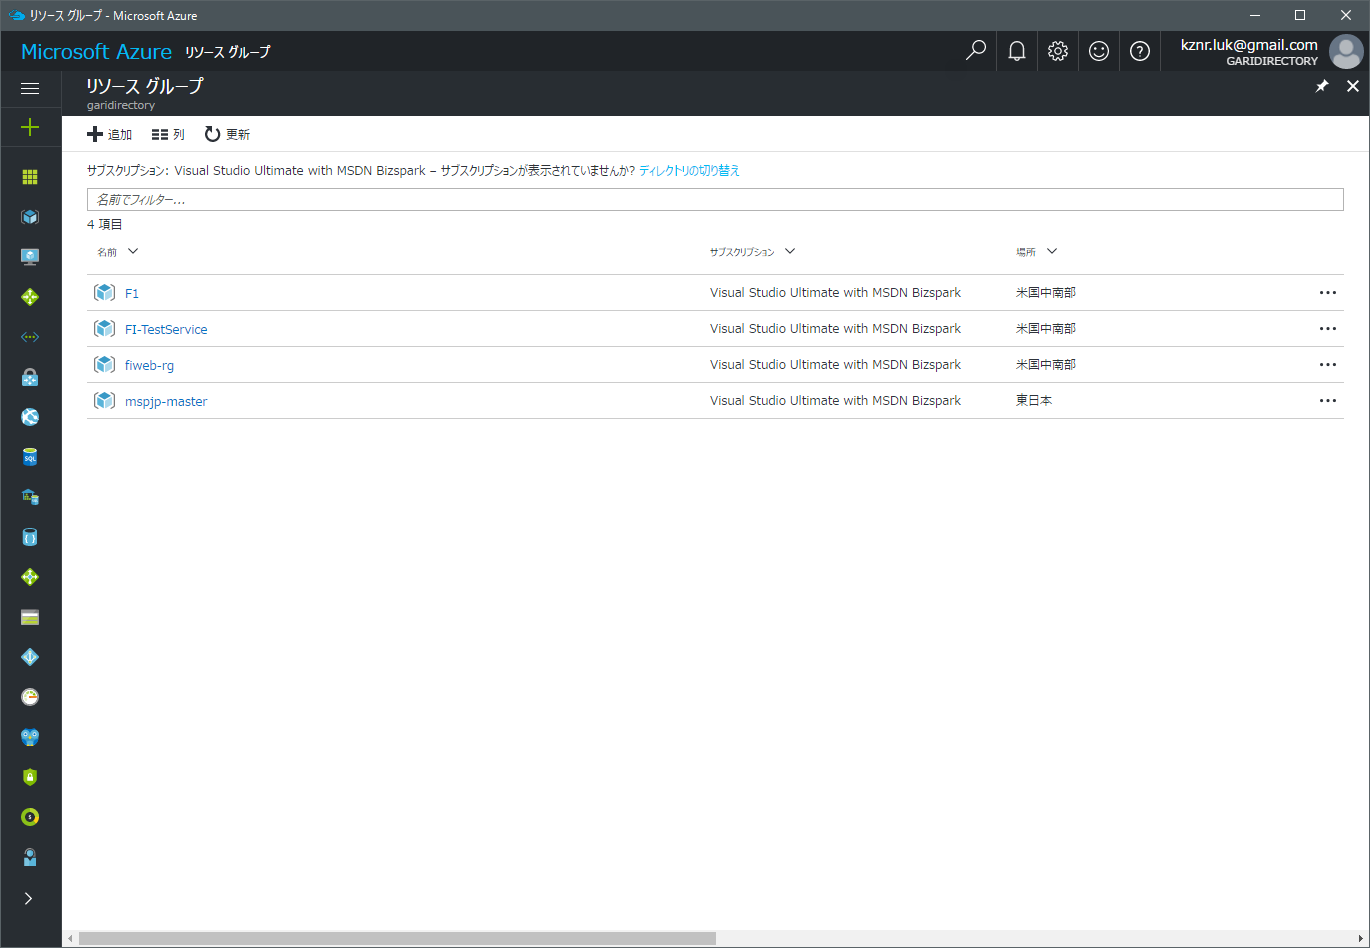 リソース グループ - Microsoft Azure
Microsoft Azure リソース グループ
kznr.luk@gmail.com
GARIDIRECTORY
リソース グループ
garidirectory
追加 列 更新
サブスクリプション: Visual Studio Ultimate with MSDN Bizspark – サブスクリプションが表示されていませんか? ディレクトリの切り替え
名前でフィルター...
4 項目
名前 サブスクリプション 場所
F1 Visual Studio Ultimate with MSDN Bizspark 米国中南部
FI-TestService Visual Studio Ultimate with MSDN Bizspark 米国中南部
fiweb-rg Visual Studio Ultimate with MSDN Bizspark 米国中南部
mspjp-master Visual Studio Ultimate with MSDN Bizspark 東日本
SQL